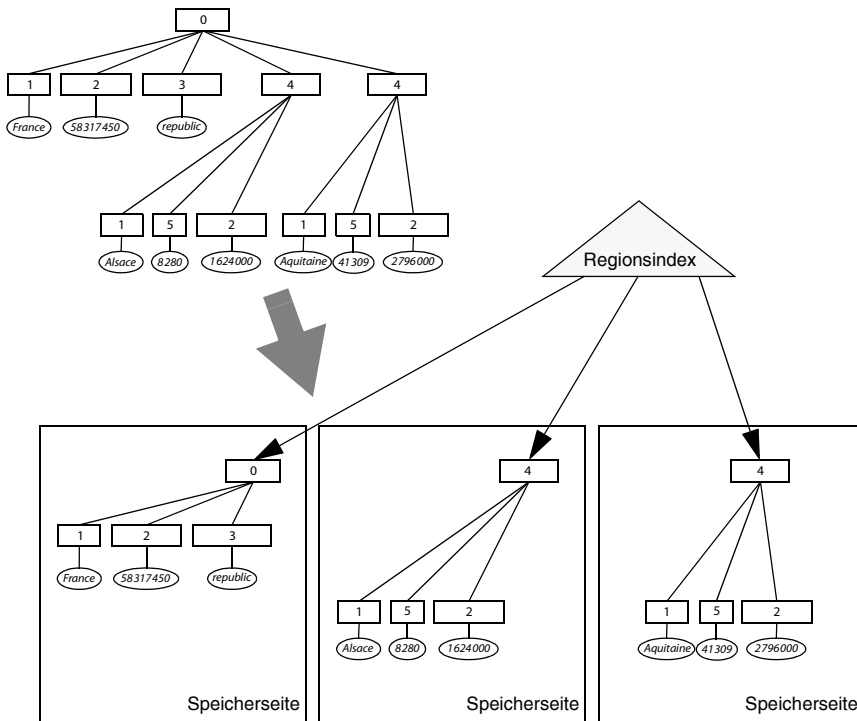 0
1 2 3 4 4
France 58317450 republic
1 5 2 1 5 2
Alsace 8280 1624000 Aquitaine 41309 2796000
Regionsindex
0
1 2 3
France 58317450 republic
Speicherseite
4
1 5 2
Alsace 8280 1624000
Speicherseite
4
1 5 2
Aquitaine 41309 2796000
Speicherseite